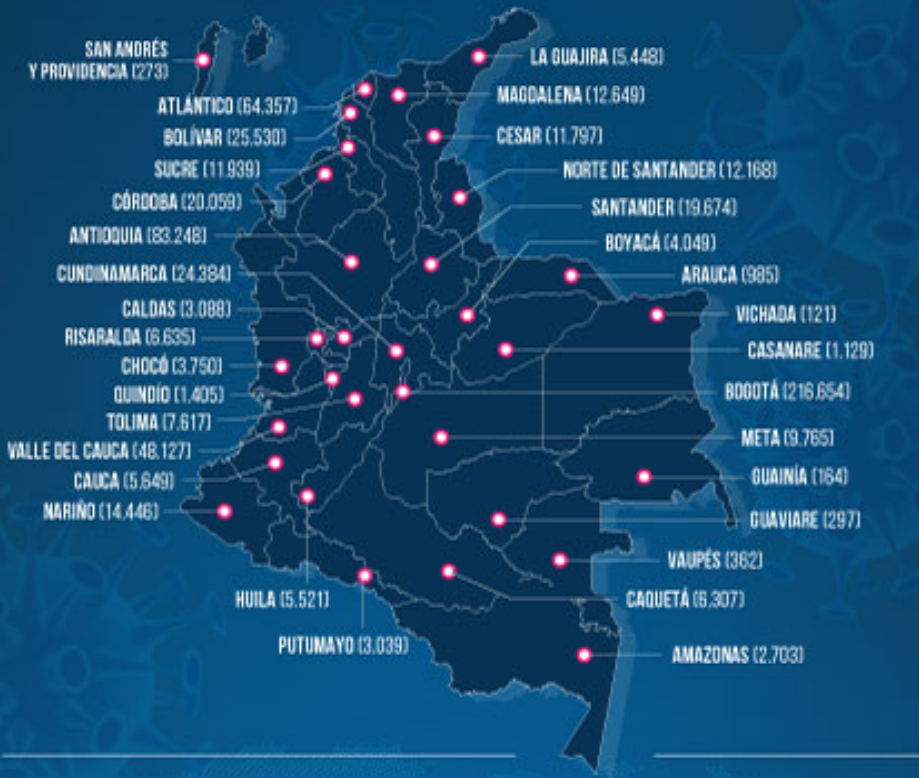 SAN ANDRÉS
Y PROVIDENCIA (273)
ATLÁNTICO (64.357)
BOLÍVAR (25.530)
SUCRE (11.939)
CÓRDOBA (20.059)
ANTIOQUIA (83.248)
CUNDINAMARCA (24.384)
CALDAS (3.088)
RISARALDA (6.635)
CHOCÓ (3.750)
QUINDÍO (1.405)
TOLIMA (7.617)
VALLE DEL CAUCA (48.127)
CAUCA (5.649)
NARIÑO (14.446)
HUILA (5.521)
PUTUMAYO (3.039)
LA GUAJIRA (5.448)
MAGDALENA (12.649)
CESAR (11.797)
NORTE DE SANTANDER (12.168)
SANTANDER (19.674)
BOYACÁ (4.049)
ARAUCA (985)
VICHADA (121)
CASANARE (1.129)
BOGOTÁ (216.654)
META (9.765)
GUAINÍA (164)
GUAVIARE (297)
VAUPÉS (362)
CAQUETÁ (6.307)
AMAZONAS (2.703)